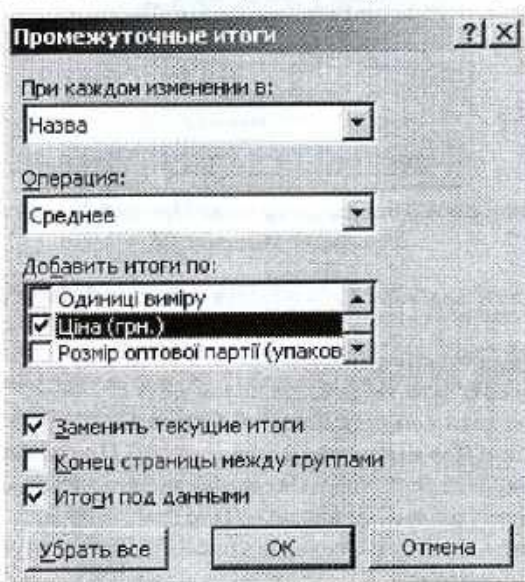 Промежуточные итоги
При каждом изменении в:
Назва
Операция:
Среднее
Добавить итоги по:
Одиниці виміру
Ціна (грн.)
Розмір оптової партії (упаков
Заменить текущие итоги
Конец страницы между группами
Итоги под данными
Убрать все ОК Отмена